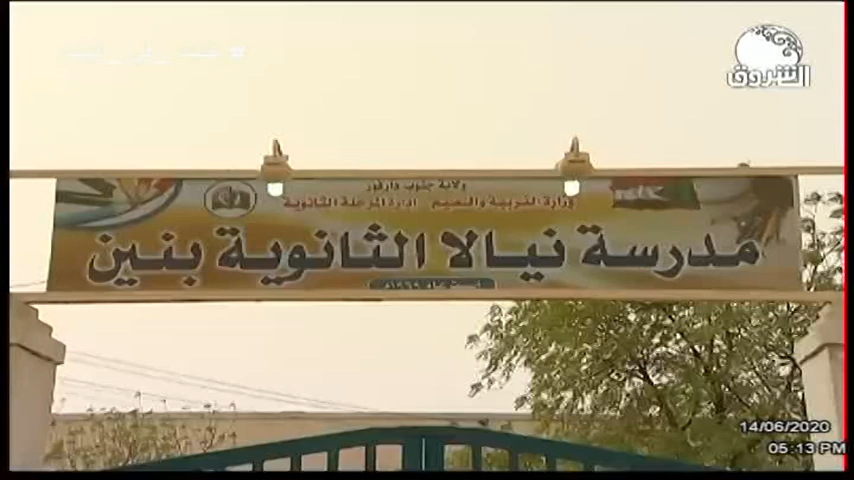 الشروق
ولاية جنوب دارفور
وزارة التربية والتعليم إدارة المرحلة الثانوية
مدرسة نيالا الثانوية بنين
14/06/2020
05:13 PM